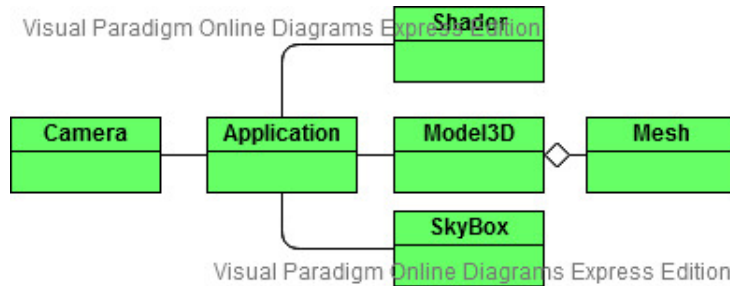 Visual Paradigm Online Diagrams Express Edition
Shader
Camera
Application
Model3D
Mesh
SkyBox
Visual Paradigm Online Diagrams Express Edition